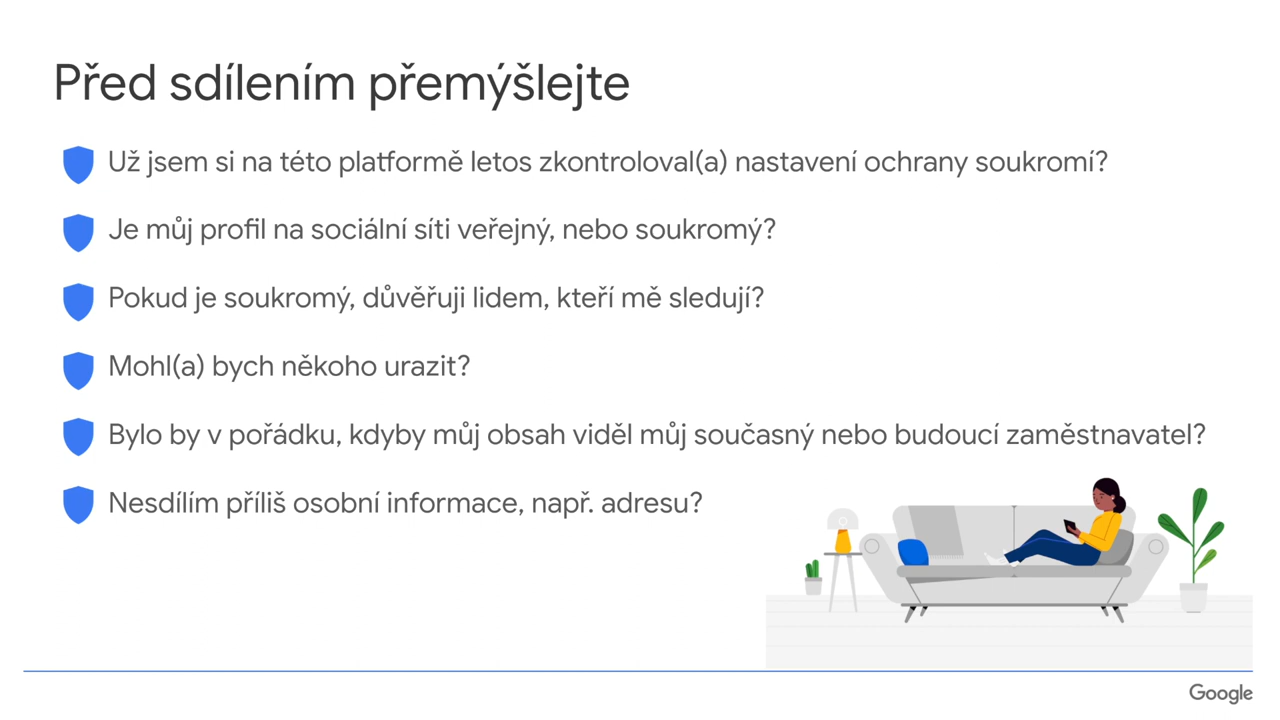 Před sdílením přemýšlejte
Už jsem si na této platformě letos zkontroloval(a) nastavení ochrany soukromí?
Je můj profil na sociální síti veřejný, nebo soukromý?
Pokud je soukromý, důvěřuji lidem, kteří mě sledují?
Mohl(a) bych někoho urazit?
Bylo by v pořádku, kdyby můj obsah viděl můj současný nebo budoucí zaměstnavatel?
Nesdílím příliš osobní informace, např. adresu?
Google